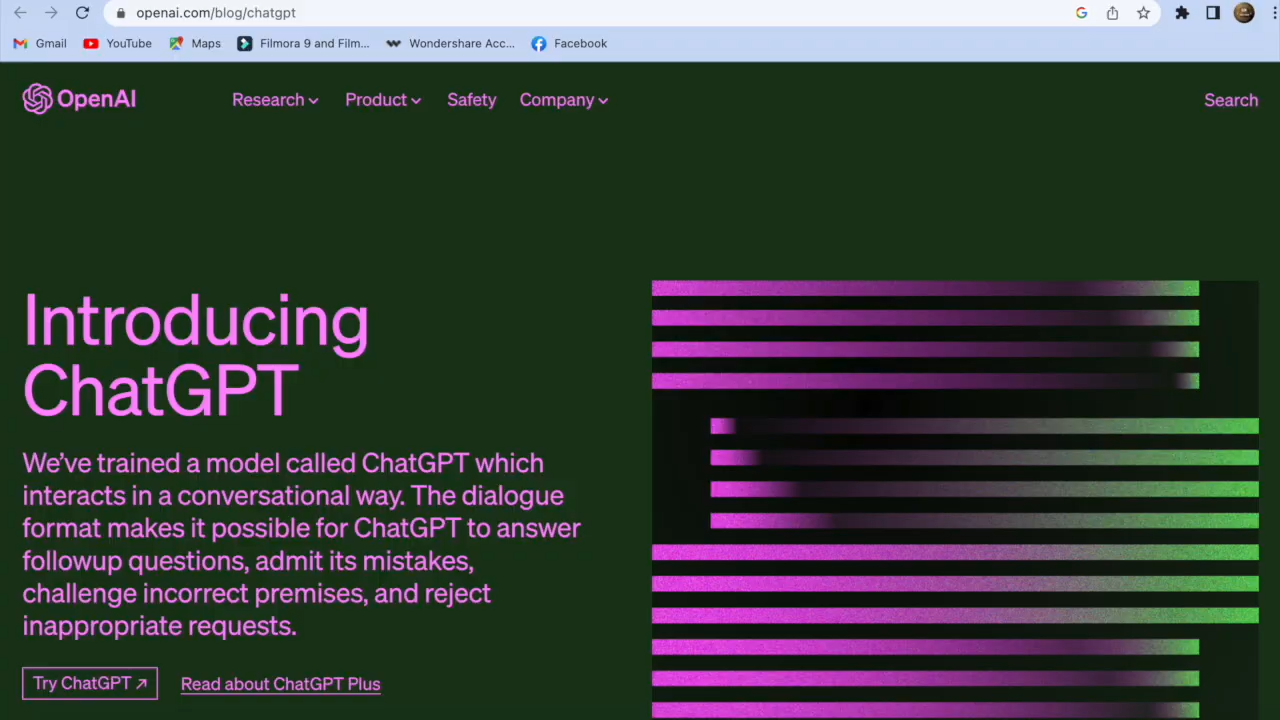 openai.com/blog/chatgpt
Gmail YouTube Maps Filmora 9 and Film... Wondershare Acc... Facebook
OpenAI Research Product Safety Company Search
Introducing
ChatGPT
We’ve trained a model called ChatGPT which
interacts in a conversational way. The dialogue
format makes it possible for ChatGPT to answer
followup questions, admit its mistakes,
challenge incorrect premises, and reject
inappropriate requests.
Try ChatGPT ↗ Read about ChatGPT Plus